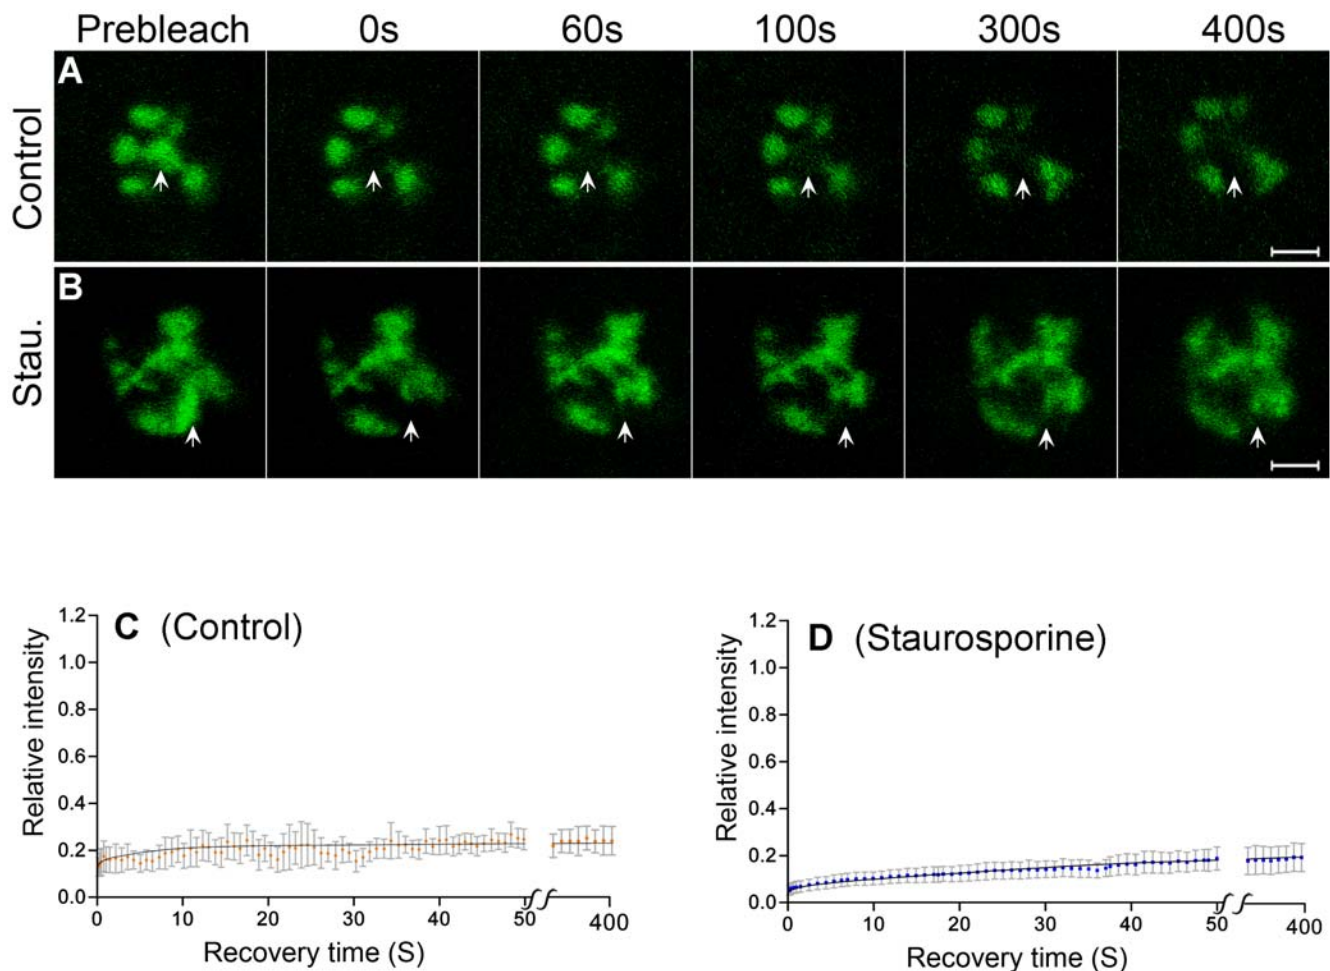 Prebleach 0s 60s 100s 300s 400s
A
Control
B
Stau.
C (Control)
1.2
1.0
0.8
0.6
0.4
0.2
0.0
Relative intensity
0 10 20 30 40 50 400
Recovery time (S)
D (Staurosporine)
1.2
1.0
0.8
0.6
0.4
0.2
0.0
Relative intensity
0 10 20 30 40 50 400
Recovery time (S)